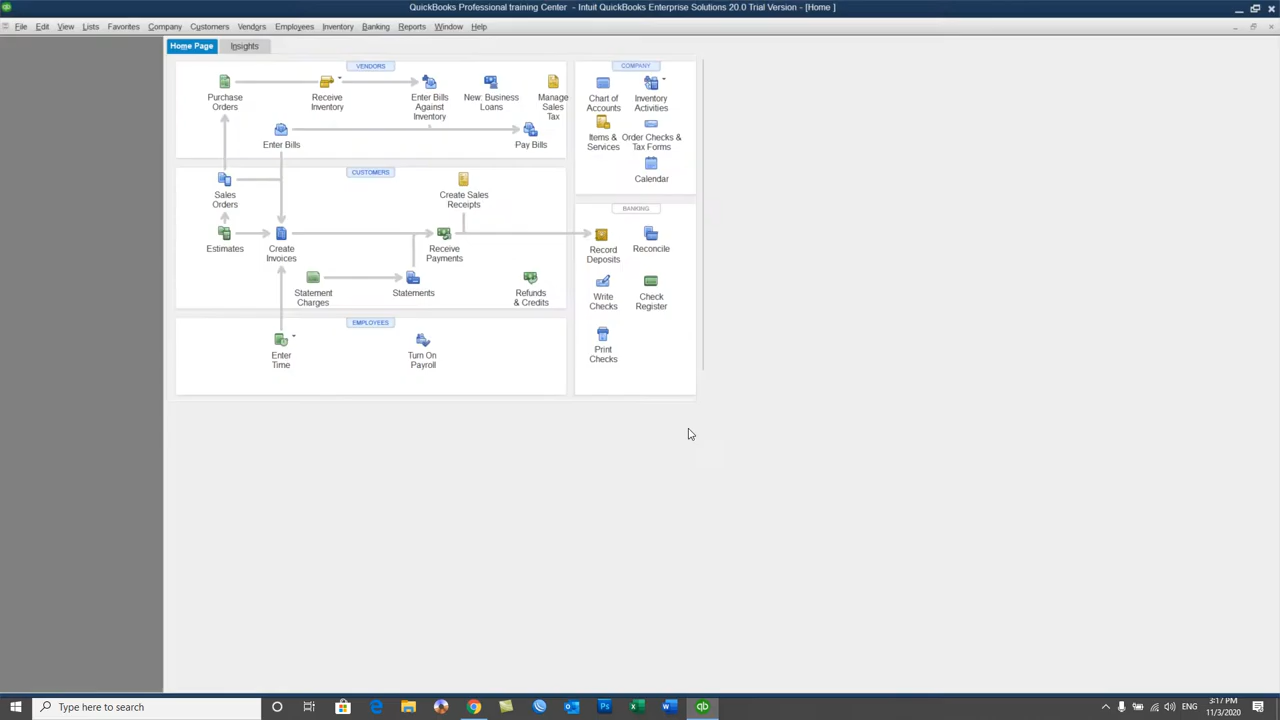 QuickBooks Professional training Center - Intuit QuickBooks Enterprise Solutions 20.0 Trial Version - [Home ]
File Edit View Lists Favorites Company Customers Vendors Employees Inventory Banking Reports Window Help
Home Page Insights
VENDORS
Purchase
Orders
Receive
Inventory
Enter Bills
Against
Inventory
New Business
Loans
Manage
Sales
Tax
Enter Bills
Pay Bills
CUSTOMERS
Sales
Orders
Create Sales
Receipts
Estimates
Create
Invoices
Receive
Payments
Statement
Charges
Statements
Refunds
& Credits
EMPLOYEES
Enter
Time
Turn On
Payroll
COMPANY
Chart of
Accounts
Inventory
Activities
Items &
Services
Order Checks &
Tax Forms
Calendar
BANKING
Record
Deposits
Reconcile
Write
Checks
Check
Register
Print
Checks
Type here to search
ENG
3:17 PM
11/3/2020